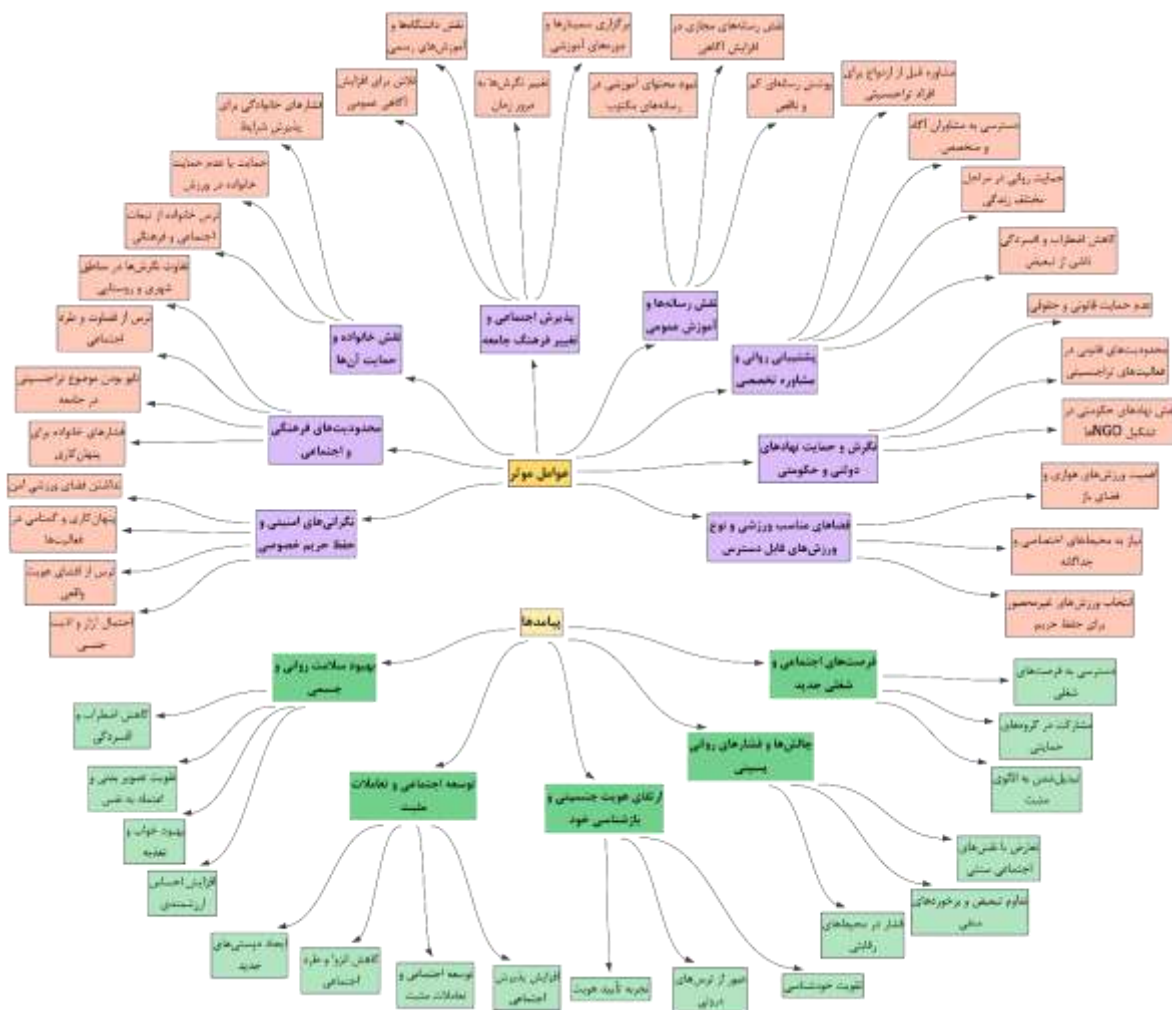 نقش رسانه‌های مجازی در
افزایش آگاهی
برگزاری سمینارها و
دوره‌های آموزشی
نقش دانشگاه‌ها و
آموزش‌های رسمی
مشاوره قبل از ازدواج برای
افراد تراجنسیتی
پوشش رسانه‌ای کم
و ناقص
نبود محتوای آموزشی در
رسانه‌های مکتوب
تغییر نگرش‌ها به
مرور زمان
تلاش برای افزایش
آگاهی عمومی
فشارهای خانوادگی برای
پذیرش شرایط
دسترسی به مشاوران آگاه
و متخصص
حمایت یا عدم حمایت
خانواده در ورزش
حمایت روانی در مراحل
مختلف زندگی
ترس خانواده از تبعات
اجتماعی و فرهنگی
کاهش اضطراب و افسردگی
ناشی از تبعیض
تفاوت نگرش‌ها در مناطق
شهری و روستایی
نقش رسانه‌ها و
آموزش عمومی
پذیرش اجتماعی و
تغییر فرهنگ جامعه
نقش خانواده و
حمایت آن‌ها
عدم حمایت قانونی و حقوقی
ترس از قضاوت و طرد
اجتماعی
پشتیبانی روانی و
مشاوره تخصصی
محدودیت‌های قانونی در
فعالیت‌های تراجنسیتی
تابو بودن موضوع تراجنسیتی
در جامعه
نقش نهادهای حکومتی در
تشکیل NGOها
محدودیت‌های فرهنگی
و اجتماعی
فشارهای خانواده برای
پنهان‌کاری
نگرش و حمایت نهادهای
دولتی و حکومتی
عوامل موثر
نداشتن فضای ورزشی امن
اهمیت ورزش‌های هوازی و
فضای باز
فضاهای مناسب ورزشی و نوع
ورزش‌های قابل دسترس
نگرانی‌های امنیتی و
حفظ حریم خصوصی
پنهان‌کاری و گمنامی در
فعالیت‌ها
نیاز به محیط‌های اختصاصی و
جداگانه
ترس از افشای هویت
واقعی
انتخاب ورزش‌های غیرمحصور
برای حفظ حریم
احتمال آزار و اذیت
جنسی
پیامدها
فرصت‌های اجتماعی و
شغلی جدید
بهبود سلامت روانی و
جسمی
دسترسی به فرصت‌های
شغلی
کاهش اضطراب و
افسردگی
مشارکت در گروه‌های
حمایتی
چالش‌ها و فشارهای روانی
جنسیتی
تقویت تصویر بدنی و
اعتماد به نفس
تبدیل‌شدن به الگوی
مثبت
ارتقای هویت جنسیتی و
بازشناسی خود
توسعه اجتماعی و تعاملات
مثبت
بهبود خواب و
تغذیه
تعارض با نقش‌های
اجتماعی سنتی
افزایش احساس
ارزشمندی
تداوم تبعیض و برخوردهای
منفی
فشار در محیط‌های
رقابتی
ایجاد دوستی‌های
جدید
کاهش انزوا و طرد
اجتماعی
توسعه اجتماعی و
تعاملات مثبت
افزایش پذیرش
اجتماعی
تجربه تأیید هویت
عبور از ترس‌های
درونی
تقویت خودشناسی